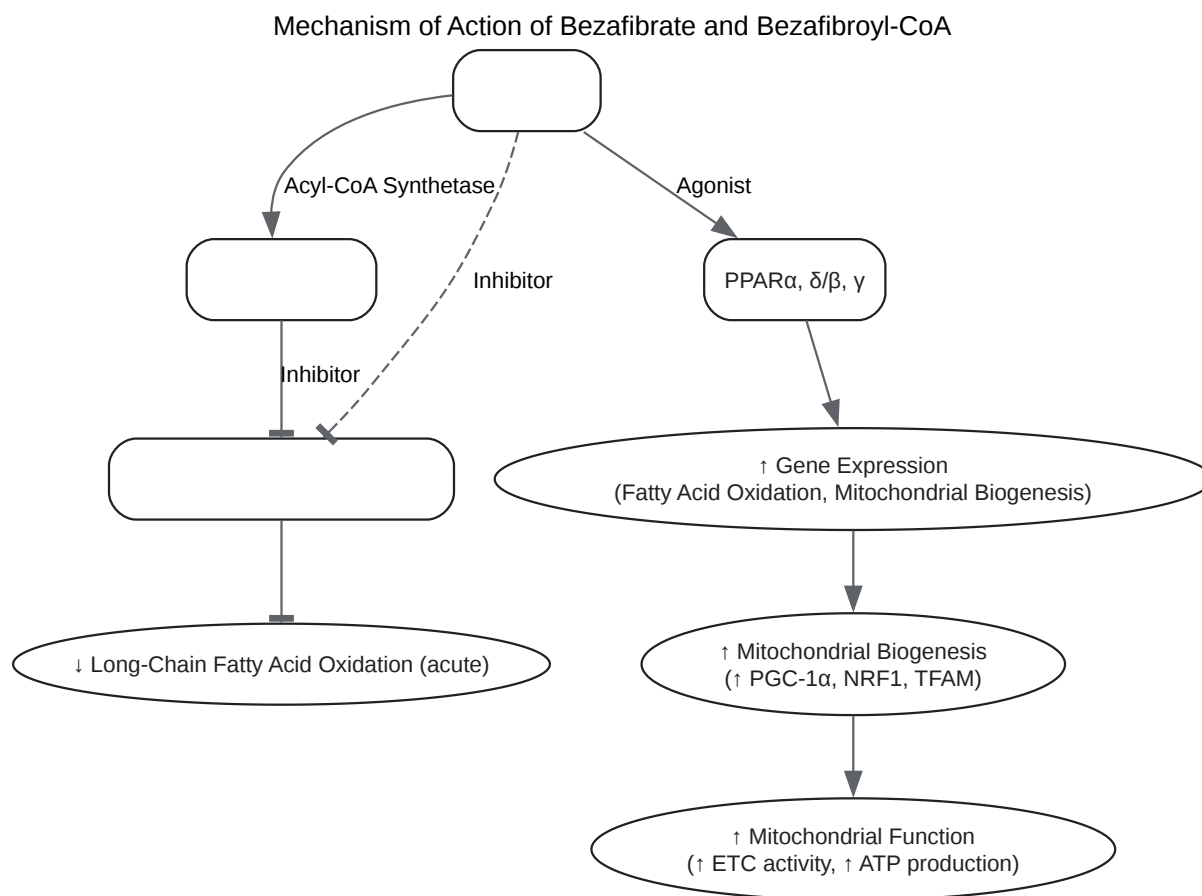 Mechanism of Action of Bezafibrate and Bezafibroyl-CoA
Acyl-CoA Synthetase
Agonist
Inhibitor
PPARα, δ/β, γ
Inhibitor
↑ Gene Expression
(Fatty Acid Oxidation, Mitochondrial Biogenesis)
↓ Long-Chain Fatty Acid Oxidation (acute)
↑ Mitochondrial Biogenesis
(↑ PGC-1α, NRF1, TFAM)
↑ Mitochondrial Function
(↑ ETC activity, ↑ ATP production)